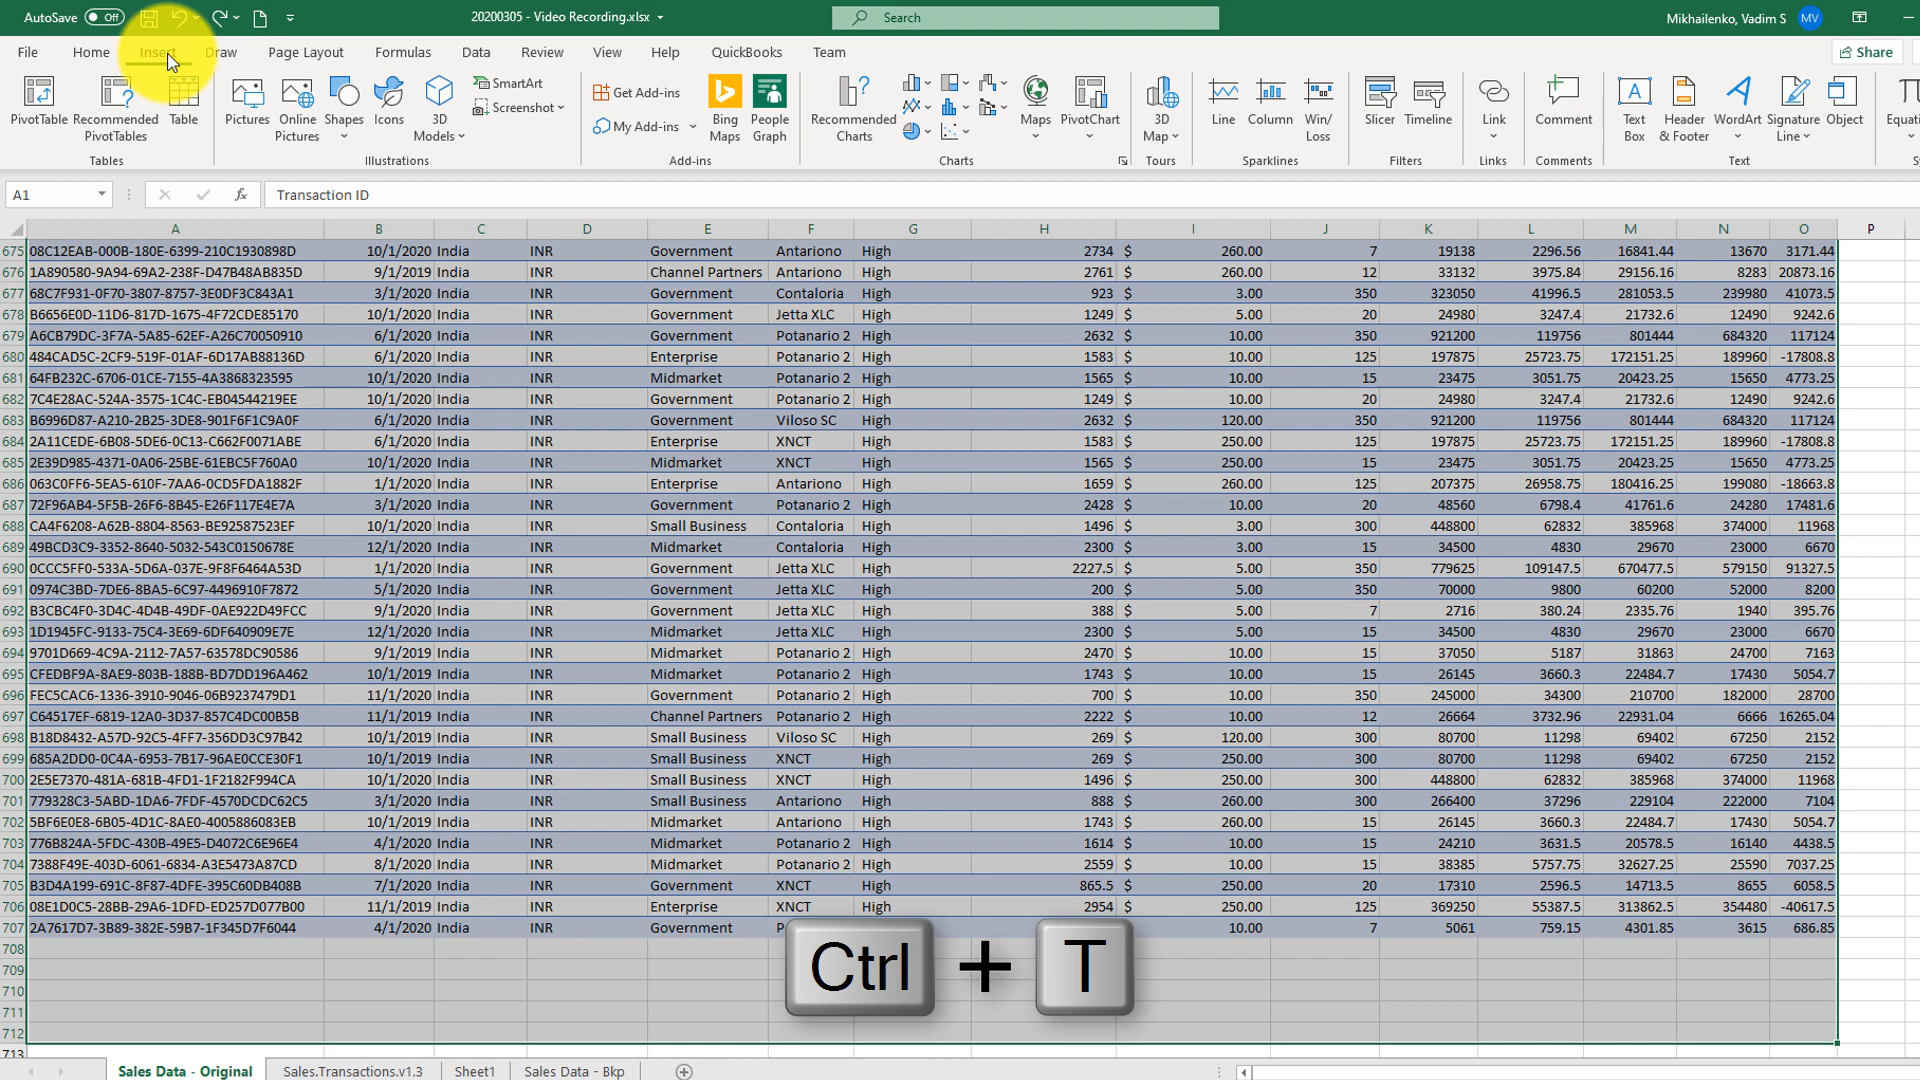 AutoSave Off 20200305 - Video Recording.xlsx Search Mikhailenko, Vadim S MV
File Home Insert Draw Page Layout Formulas Data Review View Help QuickBooks Team Share
PivotTable Recommended PivotTables Table Pictures Online Pictures Shapes Icons 3D Models SmartArt Screenshot Get Add-ins My Add-ins Bing Maps People Graph Recommended Charts Maps PivotChart 3D Map Line Column Win/Loss Slicer Timeline Link Comment Text Box Header & Footer WordArt Signature Line Object
Tables Illustrations Add-ins Charts Tours Sparklines Filters Links Comments Text
A1 fx Transaction ID
A B C D E F G H I J K L M N O P
675 08C12EAB-000B-180E-6399-210C1930898D 10/1/2020 India INR Government Antariono High 2734 $ 260.00 7 19138 2296.56 16841.44 13670 3171.44
676 1A890580-9A94-69A2-238F-D47B48AB835D 9/1/2019 India INR Channel Partners Antariono High 2761 $ 260.00 12 33132 3975.84 29156.16 8283 20873.16
677 68C7F931-0F70-3807-8757-3E0DF3C843A1 3/1/2020 India INR Government Contaloria High 923 $ 3.00 350 323050 41996.5 281053.5 239980 41073.5
678 B6656E0D-11D6-817D-1675-4F72CDE85170 10/1/2020 India INR Government Jetta XLC High 1249 $ 5.00 20 24980 3247.4 21732.6 12490 9242.6
679 A6CB79DC-3F7A-5A85-62EF-A26C70050910 6/1/2020 India INR Government Potanario 2 High 2632 $ 10.00 350 921200 119756 801444 684320 117124
680 484CAD5C-2CF9-519F-01AF-6D17AB88136D 6/1/2020 India INR Enterprise Potanario 2 High 1583 $ 10.00 125 197875 25723.75 172151.25 189960 -17808.8
681 64FB232C-6706-01CE-7155-4A3868323595 10/1/2020 India INR Midmarket Potanario 2 High 1565 $ 10.00 15 23475 3051.75 20423.25 15650 4773.25
682 7C4E28AC-524A-3575-1C4C-EB04544219EE 10/1/2020 India INR Government Potanario 2 High 1249 $ 10.00 20 24980 3247.4 21732.6 12490 9242.6
683 B6996D87-A210-2B25-3DE8-901F6F1C9A0F 6/1/2020 India INR Government Viloso SC High 2632 $ 120.00 350 921200 119756 801444 684320 117124
684 2A11CEDE-6B08-5DE6-0C13-C662F0071ABE 6/1/2020 India INR Enterprise XNCT High 1583 $ 250.00 125 197875 25723.75 172151.25 189960 -17808.8
685 2E39D985-4371-0A06-25BE-61EBC5F760A0 10/1/2020 India INR Midmarket XNCT High 1565 $ 250.00 15 23475 3051.75 20423.25 15650 4773.25
686 063C0FF6-5EA5-610F-7AA6-0CD5FDA1882F 1/1/2020 India INR Enterprise Antariono High 1659 $ 260.00 125 207375 26958.75 180416.25 199080 -18663.8
687 72F96AB4-5F5B-26F6-8B45-E26F117E4E7A 3/1/2020 India INR Government Potanario 2 High 2428 $ 10.00 20 48560 6798.4 41761.6 24280 17481.6
688 CA4F6208-A62B-8804-8563-BE92587523EF 10/1/2020 India INR Small Business Contaloria High 1496 $ 3.00 300 448800 62832 385968 374000 11968
689 49BCD3C9-3352-8640-5032-543C0150678E 12/1/2020 India INR Midmarket Contaloria High 2300 $ 3.00 15 34500 4830 29670 23000 6670
690 0CCC5FF0-533A-5D6A-037E-9F8F6464A53D 1/1/2020 India INR Government Jetta XLC High 2227.5 $ 5.00 350 779625 109147.5 670477.5 579150 91327.5
691 0974C3BD-7DE6-8BA5-6C97-4496910F7872 5/1/2020 India INR Government Jetta XLC High 200 $ 5.00 350 70000 9800 60200 52000 8200
692 B3CBC4F0-3D4C-4D4B-49DF-0AE922D49FCC 9/1/2020 India INR Government Jetta XLC High 388 $ 5.00 7 2716 380.24 2335.76 1940 395.76
693 1D1945FC-9133-75C4-3E69-6DF640909E7E 12/1/2020 India INR Midmarket Jetta XLC High 2300 $ 5.00 15 34500 4830 29670 23000 6670
694 9701D669-4C9A-2112-7A57-63578DC90586 9/1/2019 India INR Midmarket Potanario 2 High 2470 $ 10.00 15 37050 5187 31863 24700 7163
695 CFEDBF9A-8AE9-803B-188B-BD7DD196A462 10/1/2019 India INR Midmarket Potanario 2 High 1743 $ 10.00 15 26145 3660.3 22484.7 17430 5054.7
696 FEC5CAC6-1336-3910-9046-06B9237479D1 11/1/2020 India INR Government Potanario 2 High 700 $ 10.00 350 245000 34300 210700 182000 28700
697 C64517EF-6819-12A0-3D37-857C4DC00B5B 11/1/2019 India INR Channel Partners Potanario 2 High 2222 $ 10.00 12 26664 3732.96 22931.04 6666 16265.04
698 B18D8432-A57D-92C5-4FF7-356DD3C97B42 10/1/2019 India INR Small Business Viloso SC High 269 $ 120.00 300 80700 11298 69402 67250 2152
699 685A2DD0-0C4A-6953-7B17-96AE0CCE30F1 10/1/2019 India INR Small Business XNCT High 269 $ 250.00 300 80700 11298 69402 67250 2152
700 2E5E7370-481A-681B-4FD1-1F2182F994CA 10/1/2020 India INR Small Business XNCT High 1496 $ 250.00 300 448800 62832 385968 374000 11968
701 779328C3-5ABD-1DA6-7FDF-4570DCDC62C5 3/1/2020 India INR Small Business Antariono High 888 $ 260.00 300 266400 37296 229104 222000 7104
702 5BF6E0E8-6B05-4D1C-8AE0-4005886083EB 10/1/2019 India INR Midmarket Antariono High 1743 $ 260.00 15 26145 3660.3 22484.7 17430 5054.7
703 776B824A-5FDC-430B-49E5-D4072C6E96E4 4/1/2020 India INR Midmarket Potanario 2 High 1614 $ 10.00 15 24210 3631.5 20578.5 16140 4438.5
704 7388F49E-403D-6061-6834-A3E5473A87CD 8/1/2020 India INR Midmarket Potanario 2 High 2559 $ 10.00 15 38385 5757.75 32627.25 25590 7037.25
705 B3D4A199-691C-8F87-4DFE-395C60DB408B 7/1/2020 India INR Government XNCT High 865.5 $ 250.00 20 17310 2596.5 14713.5 8655 6058.5
706 08E1D0C5-28BB-29A6-1DFD-ED257D077B00 11/1/2019 India INR Enterprise XNCT High 2954 $ 250.00 125 369250 55387.5 313862.5 354480 -40617.5
707 2A7617D7-3B89-382E-59B7-1F345D7F6044 4/1/2020 India INR Government 10.00 7 5061 759.15 4301.85 3615 686.85
708
709
710
711
712
713
Ctrl + T
Sales Data - Original Sales.Transactions.v1.3 Sheet1 Sales Data - Bkp